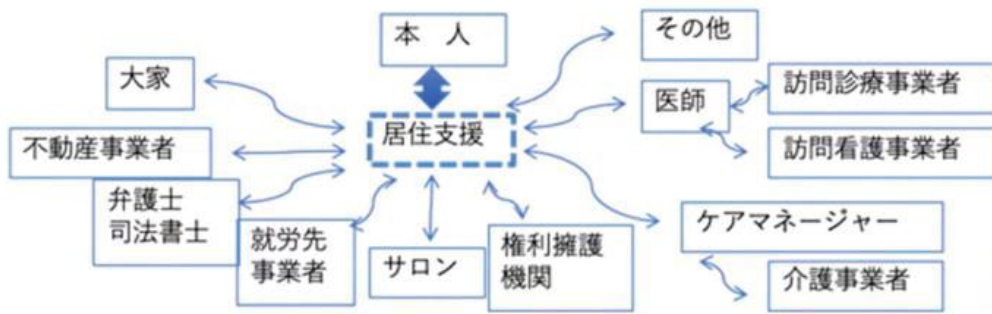 本　人
その他
大家
医師
訪問診療事業者
居住支援
不動産事業者
訪問看護事業者
弁護士
司法書士
就労先
事業者
サロン
権利擁護
機関
ケアマネージャー
介護事業者